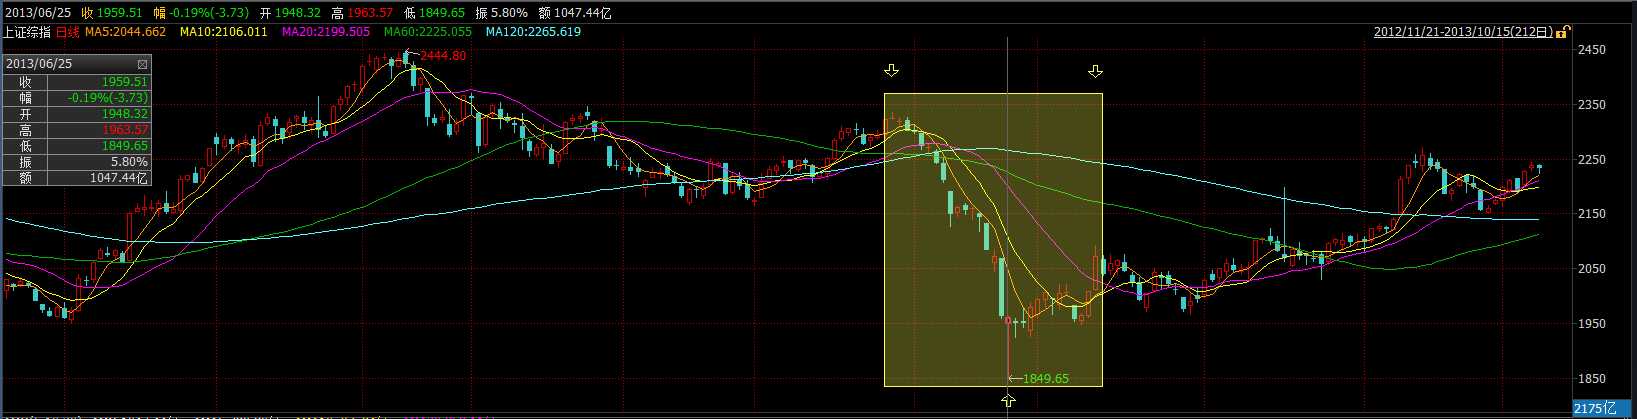 2013/06/25 收 1959.51 幅 -0.19%(-3.73) 开 1948.32 高 1963.57 低 1849.65 振 5.80% 额 1047.44亿
上证综指 日线 MA5:2044.662 MA10:2106.011 MA20:2199.505 MA60:2225.055 MA120:2265.619
2012/11/21-2013/10/15(212日)
2013/06/25
收 1959.51
幅 -0.19%(-3.73)
开 1948.32
高 1963.57
低 1849.65
振 5.80%
额 1047.44亿
2444.80
1849.65
2450
2350
2250
2150
2050
1950
1850
2175亿